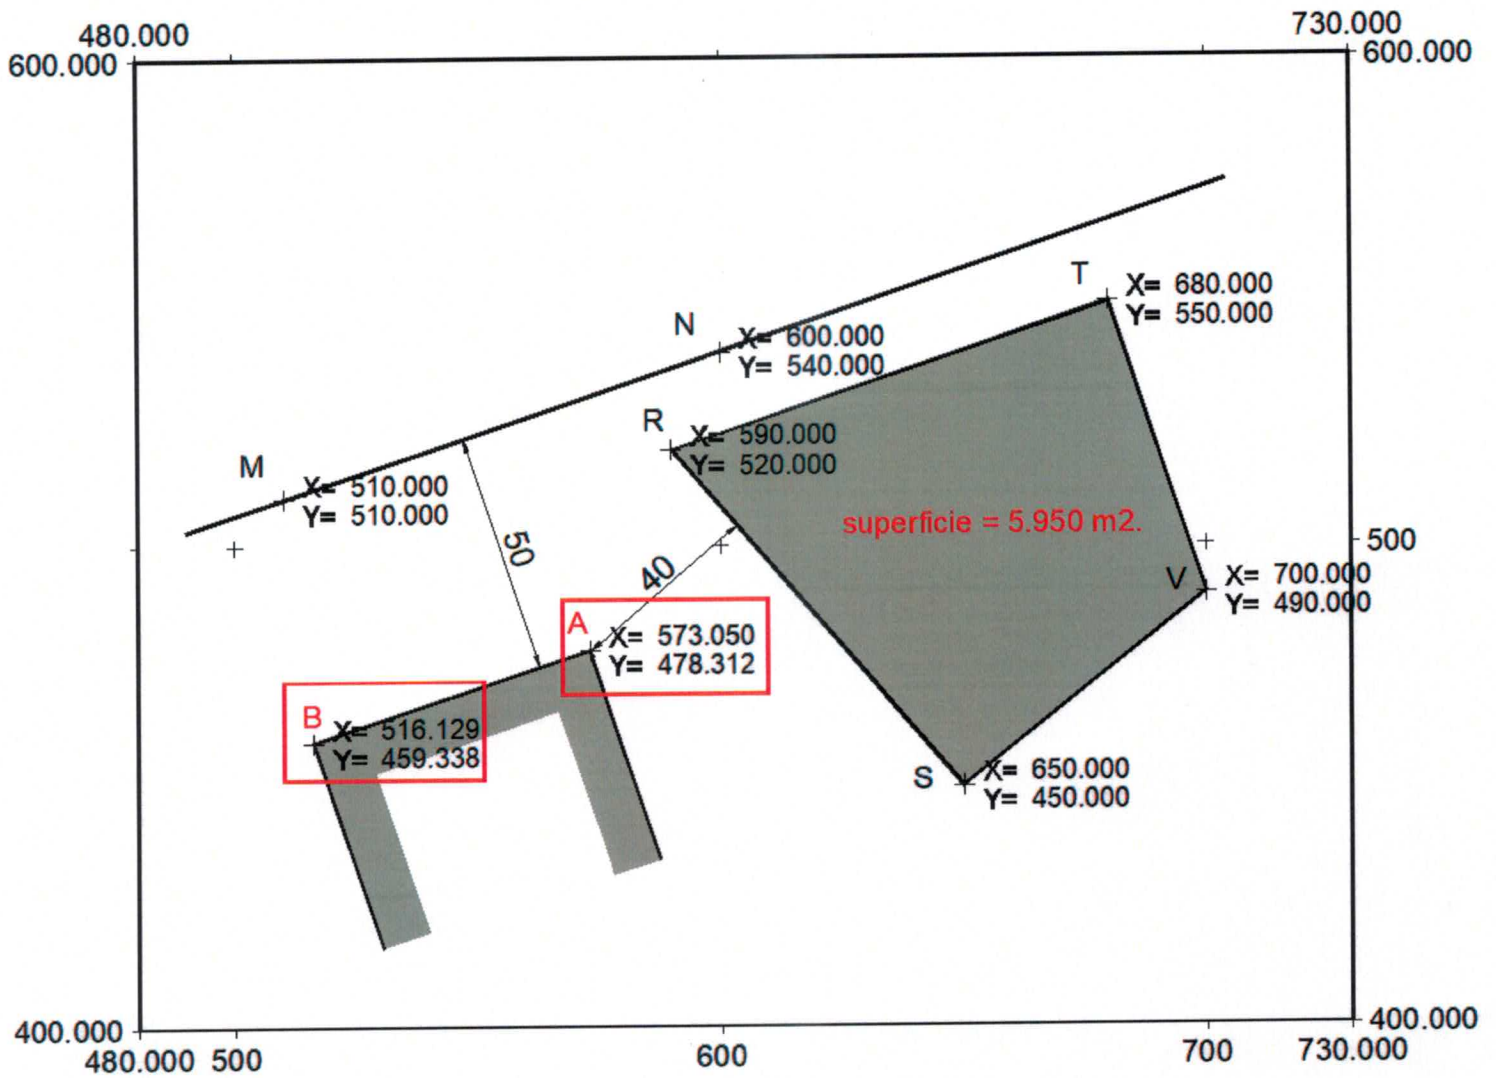 480.000
730.000
600.000
600.000
T
X= 680.000
Y= 550.000
N
X= 600.000
Y= 540.000
R
X= 590.000
Y= 520.000
M
X= 510.000
Y= 510.000
superficie = 5.950 m2.
50
500
40
V
X= 700.000
Y= 490.000
A
X= 573.050
Y= 478.312
B
X= 516.129
Y= 459.338
S
X= 650.000
Y= 450.000
400.000
400.000
480.000
500
600
700
730.000